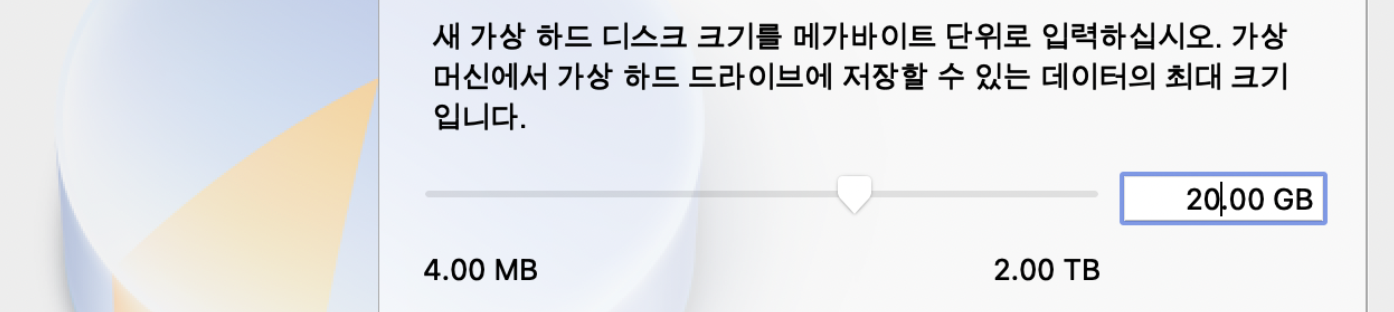 새 가상 하드 디스크 크기를 메가바이트 단위로 입력하십시오. 가상
머신에서 가상 하드 드라이브에 저장할 수 있는 데이터의 최대 크기
입니다.
20.00 GB
4.00 MB
2.00 TB